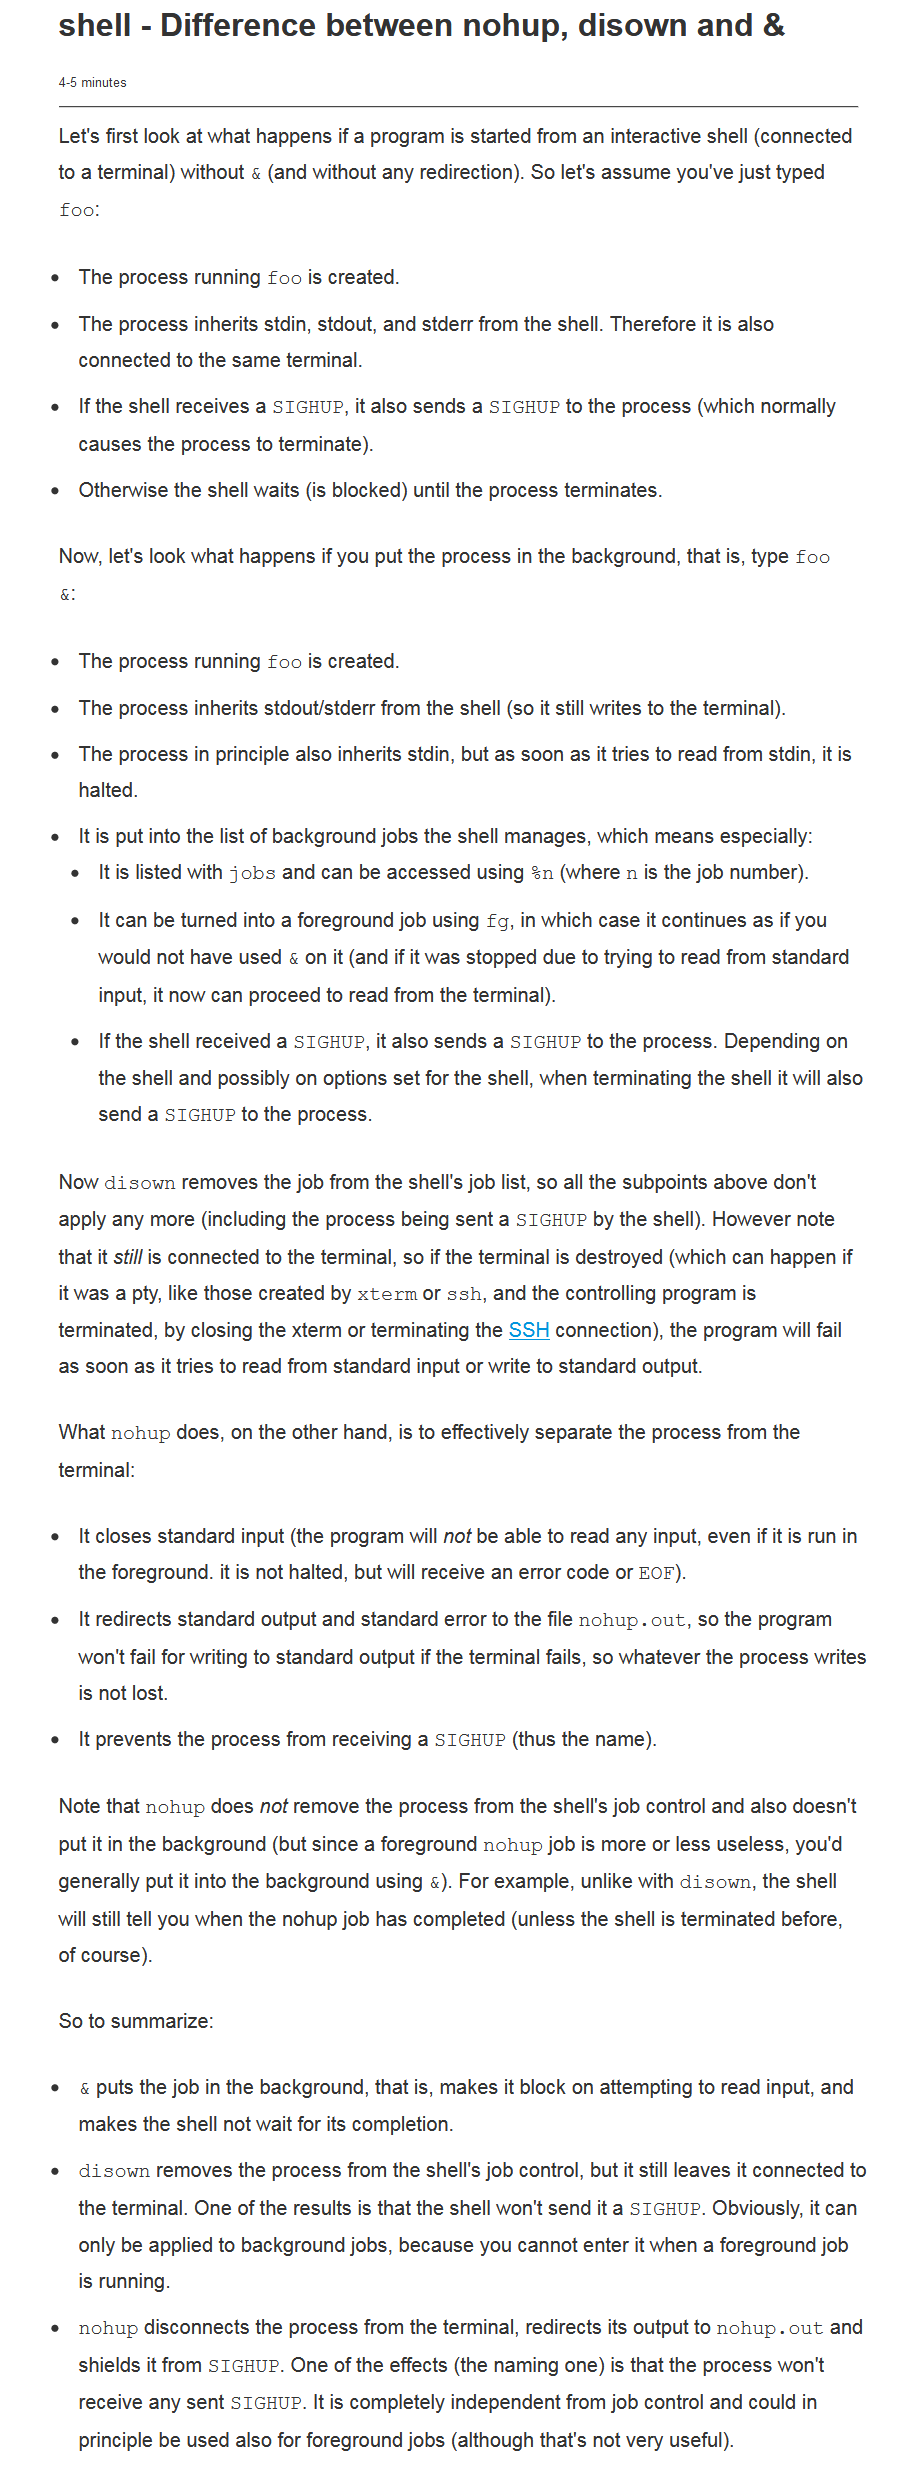 shell - Difference between nohup, disown and &
4-5 minutes
Let's first look at what happens if a program is started from an interactive shell (connected
to a terminal) without & (and without any redirection). So let's assume you've just typed
foo:
• The process running foo is created.
• The process inherits stdin, stdout, and stderr from the shell. Therefore it is also
connected to the same terminal.
• If the shell receives a SIGHUP, it also sends a SIGHUP to the process (which normally
causes the process to terminate).
• Otherwise the shell waits (is blocked) until the process terminates.
Now, let's look what happens if you put the process in the background, that is, type foo
&:
• The process running foo is created.
• The process inherits stdout/stderr from the shell (so it still writes to the terminal).
• The process in principle also inherits stdin, but as soon as it tries to read from stdin, it is
halted.
• It is put into the list of background jobs the shell manages, which means especially:
• It is listed with jobs and can be accessed using %n (where n is the job number).
• It can be turned into a foreground job using fg, in which case it continues as if you
would not have used & on it (and if it was stopped due to trying to read from standard
input, it now can proceed to read from the terminal).
• If the shell received a SIGHUP, it also sends a SIGHUP to the process. Depending on
the shell and possibly on options set for the shell, when terminating the shell it will also
send a SIGHUP to the process.
Now disown removes the job from the shell's job list, so all the subpoints above don't
apply any more (including the process being sent a SIGHUP by the shell). However note
that it still is connected to the terminal, so if the terminal is destroyed (which can happen if
it was a pty, like those created by xterm or ssh, and the controlling program is
terminated, by closing the xterm or terminating the SSH connection), the program will fail
as soon as it tries to read from standard input or write to standard output.
What nohup does, on the other hand, is to effectively separate the process from the
terminal:
• It closes standard input (the program will not be able to read any input, even if it is run in
the foreground. it is not halted, but will receive an error code or EOF).
• It redirects standard output and standard error to the file nohup.out, so the program
won't fail for writing to standard output if the terminal fails, so whatever the process writes
is not lost.
• It prevents the process from receiving a SIGHUP (thus the name).
Note that nohup does not remove the process from the shell's job control and also doesn't
put it in the background (but since a foreground nohup job is more or less useless, you'd
generally put it into the background using &). For example, unlike with disown, the shell
will still tell you when the nohup job has completed (unless the shell is terminated before,
of course).
So to summarize:
• & puts the job in the background, that is, makes it block on attempting to read input, and
makes the shell not wait for its completion.
• disown removes the process from the shell's job control, but it still leaves it connected to
the terminal. One of the results is that the shell won't send it a SIGHUP. Obviously, it can
only be applied to background jobs, because you cannot enter it when a foreground job
is running.
• nohup disconnects the process from the terminal, redirects its output to nohup.out and
shields it from SIGHUP. One of the effects (the naming one) is that the process won't
receive any sent SIGHUP. It is completely independent from job control and could in
principle be used also for foreground jobs (although that's not very useful).